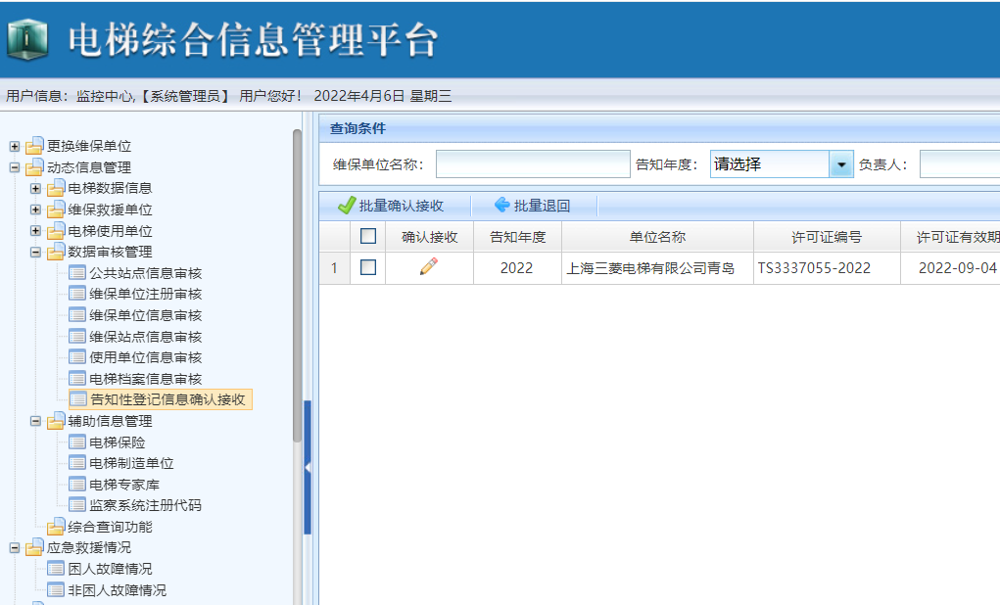 电梯综合信息管理平台
用户信息：监控中心,【系统管理员】 用户您好！ 2022年4月6日 星期三
更换维保单位
动态信息管理
电梯数据信息
维保救援单位
电梯使用单位
数据审核管理
公共站点信息审核
维保单位注册审核
维保单位信息审核
维保站点信息审核
使用单位信息审核
电梯档案信息审核
告知性登记信息确认接收
辅助信息管理
电梯保险
电梯制造单位
电梯专家库
监察系统注册代码
综合查询功能
应急救援情况
困人故障情况
非困人故障情况
查询条件
维保单位名称： 告知年度： 请选择 负责人：
批量确认接收 批量退回
确认接收 告知年度 单位名称 许可证编号 许可证有效期
1 2022 上海三菱电梯有限公司青岛 TS3337055-2022 2022-09-04